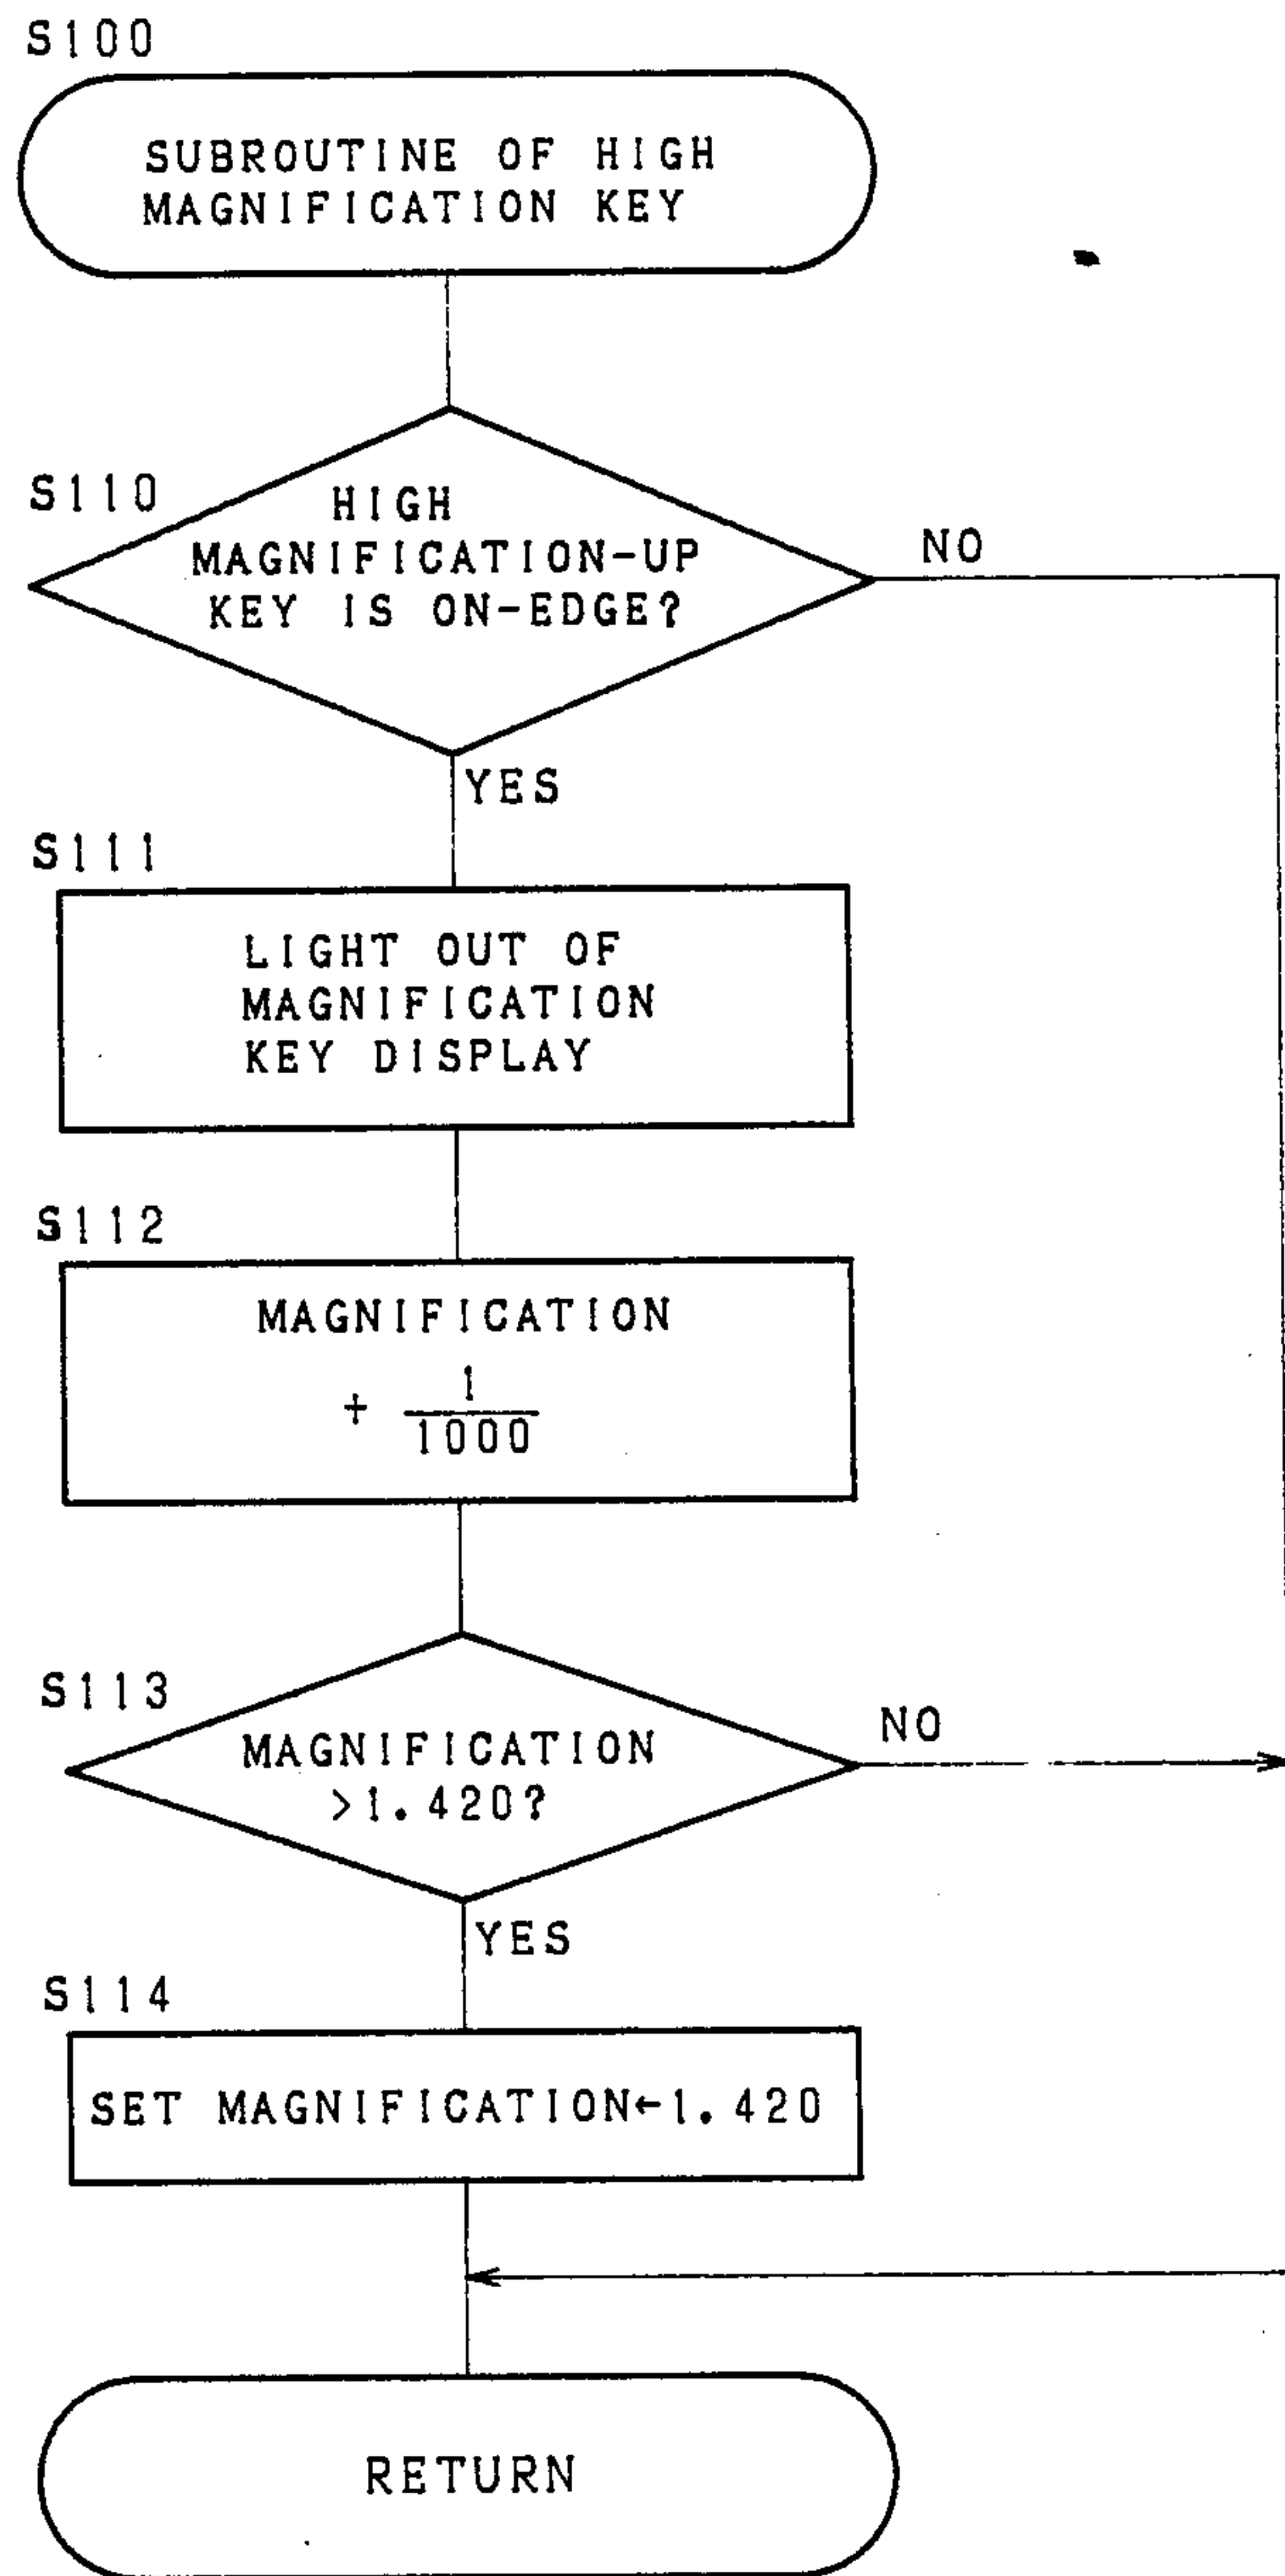 S100
SUBROUTINE OF HIGH
MAGNIFICATION KEY
S110
HIGH
MAGNIFICATION-UP
KEY IS ON-EDGE?
NO
YES
S111
LIGHT OUT OF
MAGNIFICATION
KEY DISPLAY
S112
MAGNIFICATION
+ 1
1000
S113
MAGNIFICATION
>1.420?
NO
YES
S114
SET MAGNIFICATION←1.420
RETURN